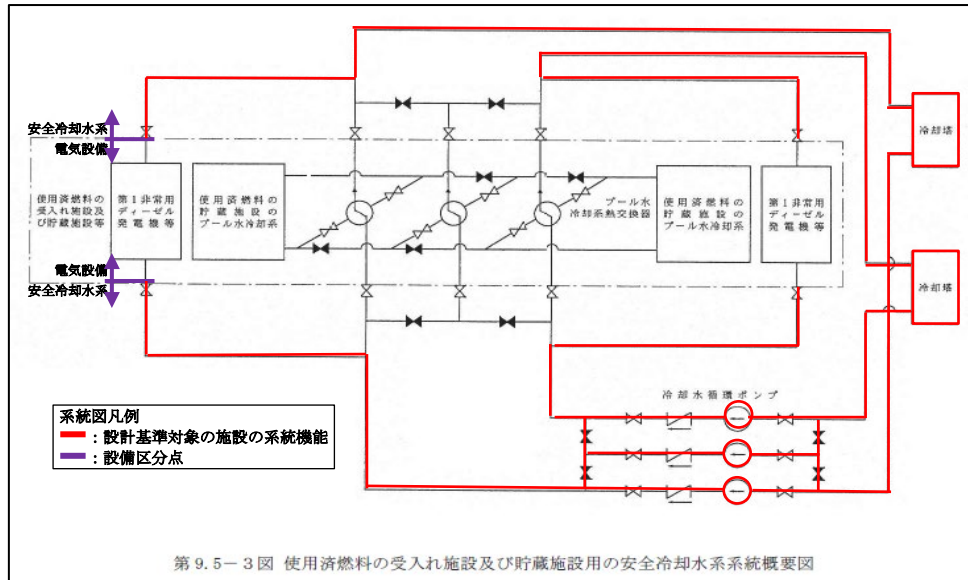 安全冷却水系
電気設備
冷却塔
使用済燃料の
受入れ施設及
び貯蔵施設等
第1非常用
ディーゼル
発電機等
使用済燃料の
貯蔵施設の
プール水冷却系
プール水
冷却系熱交換器
使用済燃料の
貯蔵施設の
プール水冷却系
第1非常用
ディーゼル
発電機等
電気設備
安全冷却水系
冷却塔
冷却水循環ポンプ
系統図凡例
：設計基準対象の施設の系統機能
：設備区分点
第9.5－3図 使用済燃料の受入れ施設及び貯蔵施設用の安全冷却水系系統概要図